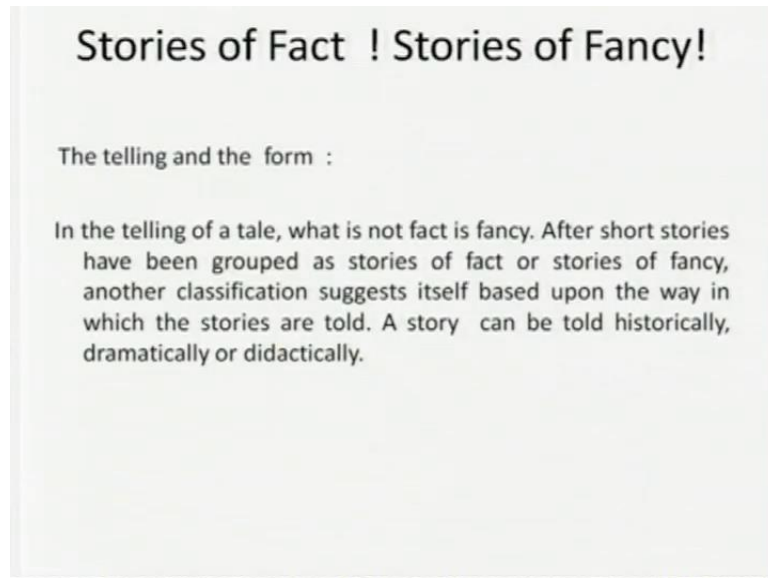 Stories of Fact ! Stories of Fancy!
The telling and the form :
In the telling of a tale, what is not fact is fancy. After short stories
have been grouped as stories of fact or stories of fancy,
another classification suggests itself based upon the way in
which the stories are told. A story can be told historically,
dramatically or didactically.